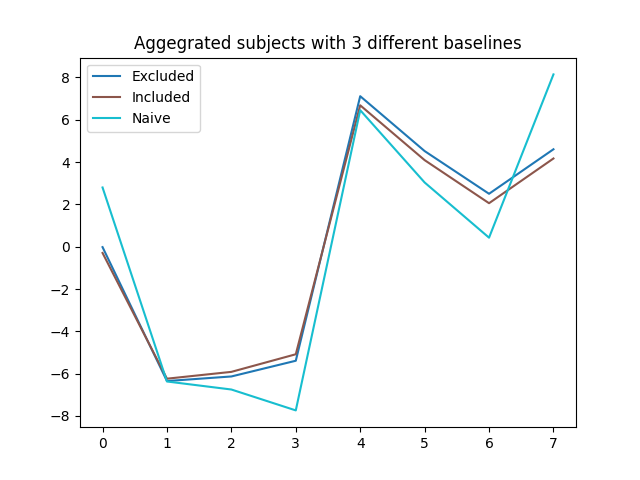 Aggegrated subjects with 3 different baselines
Excluded
Included
Naive
8
6
4
2
0
−2
−4
−6
−8
0 1 2 3 4 5 6 7